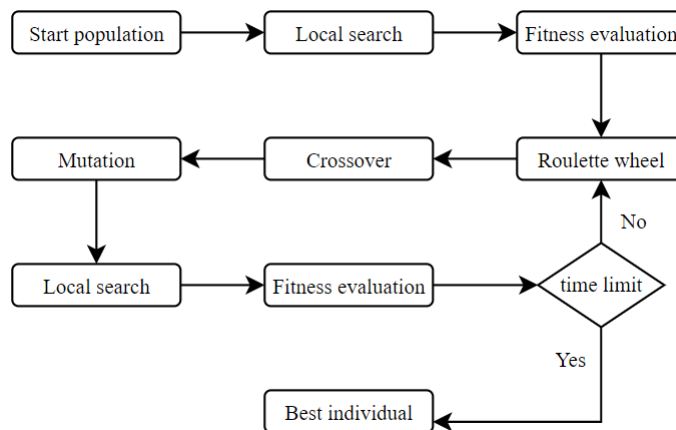 Start population
Local search
Fitness evaluation
Mutation
Crossover
Roulette wheel
No
Local search
Fitness evaluation
time limit
Yes
Best individual